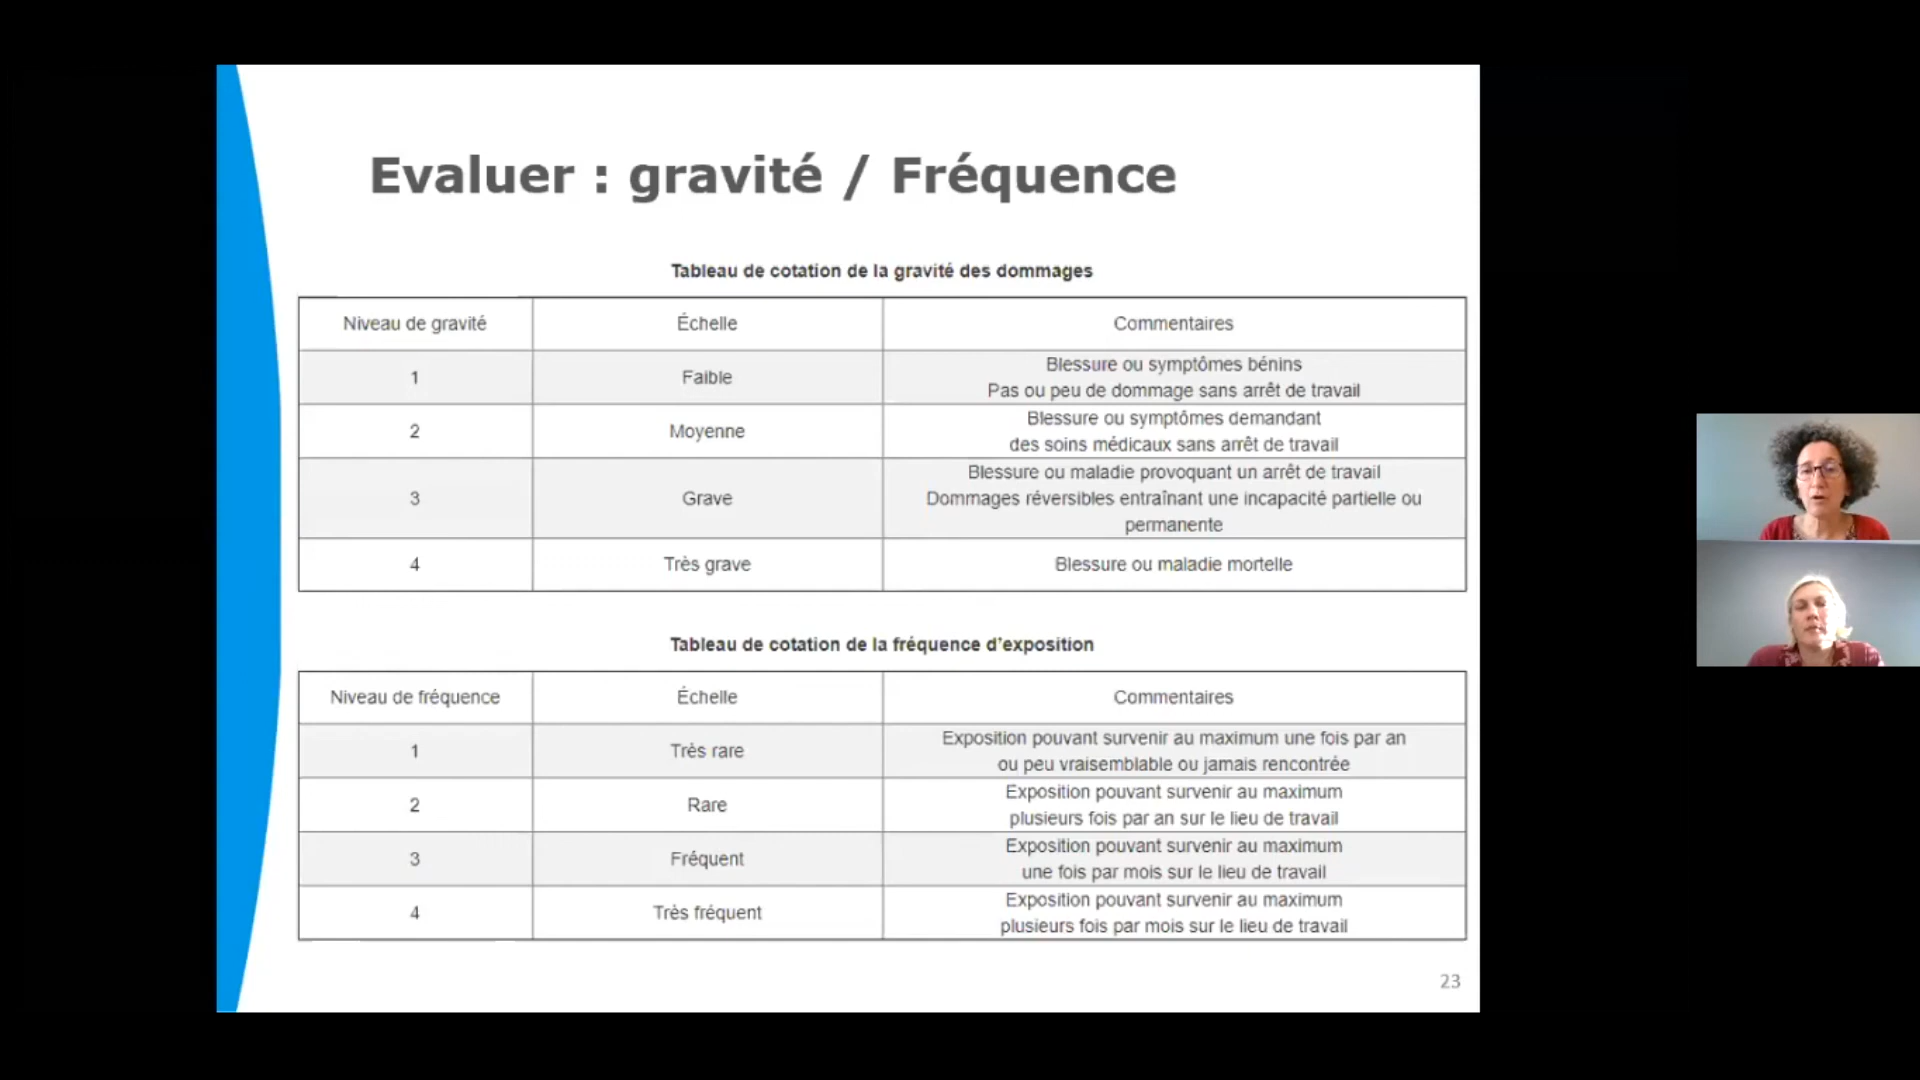 Evaluer : gravité / Fréquence
Tableau de cotation de la gravité des dommages
Niveau de gravité
Échelle
Commentaires
1
Faible
Blessure ou symptômes bénins
Pas ou peu de dommage sans arrêt de travail
2
Moyenne
Blessure ou symptômes demandant
des soins médicaux sans arrêt de travail
3
Grave
Blessure ou maladie provoquant un arrêt de travail
Dommages réversibles entraînant une incapacité partielle ou
permanente
4
Très grave
Blessure ou maladie mortelle
Tableau de cotation de la fréquence d'exposition
Niveau de fréquence
Échelle
Commentaires
1
Très rare
Exposition pouvant survenir au maximum une fois par an
ou peu vraisemblable ou jamais rencontrée
2
Rare
Exposition pouvant survenir au maximum
plusieurs fois par an sur le lieu de travail
3
Fréquent
Exposition pouvant survenir au maximum
une fois par mois sur le lieu de travail
4
Très fréquent
Exposition pouvant survenir au maximum
plusieurs fois par mois sur le lieu de travail
23